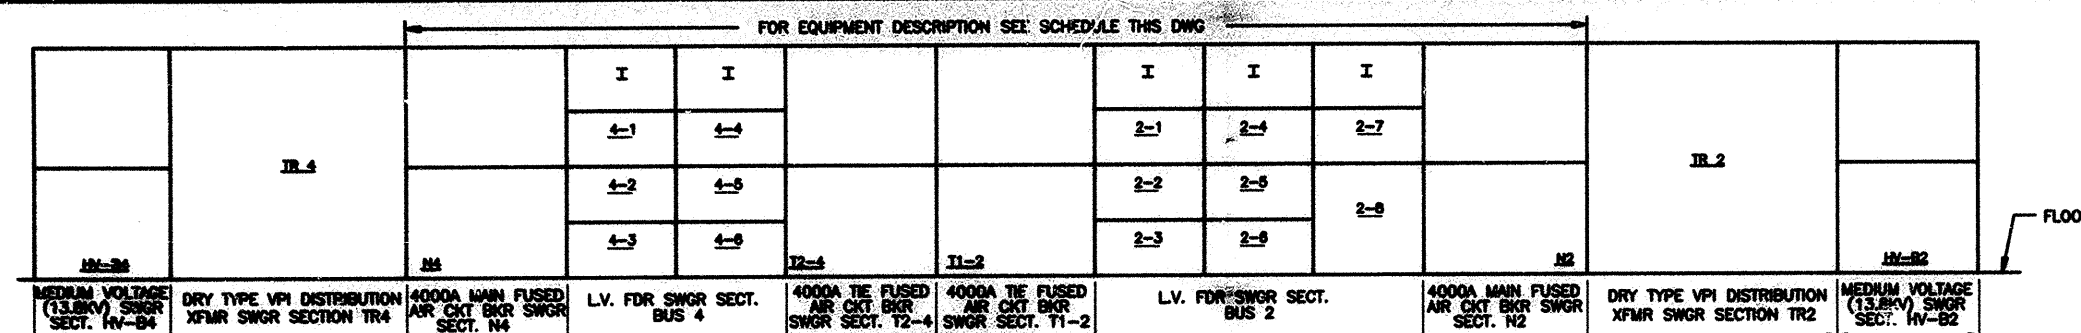 FOR EQUIPMENT DESCRIPTION SEE SCHEDULE THIS DWG
I I I I I
4-1 4-4 2-1 2-4 2-7
TR 4 TR 2
4-2 4-5 2-2 2-5
2-8
4-3 4-6 2-3 2-6
FLOO
HV-B4 N4 T2-4 T1-2 N2 HV-B2
MEDIUM VOLTAGE
(13.8KV) SWGR
SECT. HV-B4
DRY TYPE VPI DISTRIBUTION
XFMR SWGR SECTION TR4
4000A MAIN FUSED
AIR CKT BKR SWGR
SECT. N4
L.V. FDR SWGR SECT.
BUS 4
4000A TIE FUSED
AIR CKT BKR
SWGR SECT. T2-4
4000A TIE FUSED
AIR CKT BKR
SWGR SECT. T1-2
L.V. FDR SWGR SECT.
BUS 2
4000A MAIN FUSED
AIR CKT BKR SWGR
SECT. N2
DRY TYPE VPI DISTRIBUTION
XFMR SWGR SECTION TR2
MEDIUM VOLTAGE
(13.8KV) SWGR
SECT. HV-B2